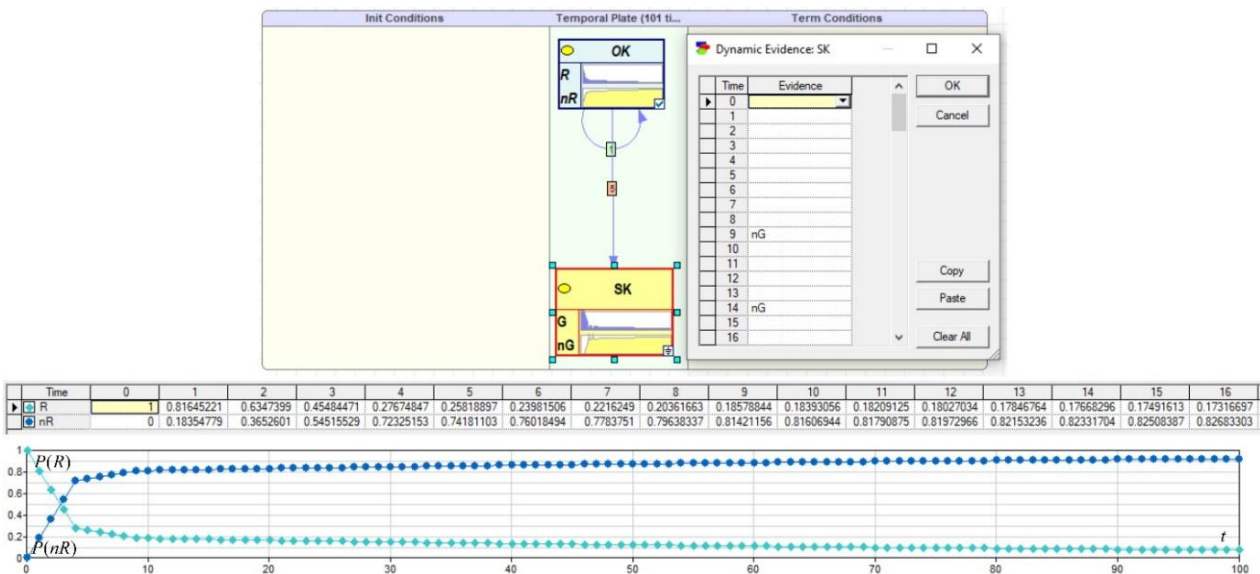 Init Conditions Temporal Plate (101 ti... Term Conditions
OK
R
nR
1
5
SK
G
nG
Dynamic Evidence: SK
Time Evidence
0
1
2
3
4
5
6
7
8
9 nG
10
11
12
13
14 nG
15
16
OK
Cancel
Copy
Paste
Clear All
Time 0 1 2 3 4 5 6 7 8 9 10 11 12 13 14 15 16
R 1 0.81645221 0.6347399 0.45484471 0.27674847 0.25818897 0.23981506 0.2216249 0.20361663 0.18578844 0.18393056 0.18209125 0.18027034 0.17846764 0.17668296 0.17491613 0.17316697
nR 0 0.18354779 0.3652601 0.54515529 0.72325153 0.74181103 0.76018494 0.7783751 0.79638337 0.81421156 0.81606944 0.81790875 0.81972966 0.82153236 0.82331704 0.82508387 0.82683303
1
P(R)
0.8
0.6
0.4
0.2
P(nR)
t
0
0 10 20 30 40 50 60 70 80 90 100